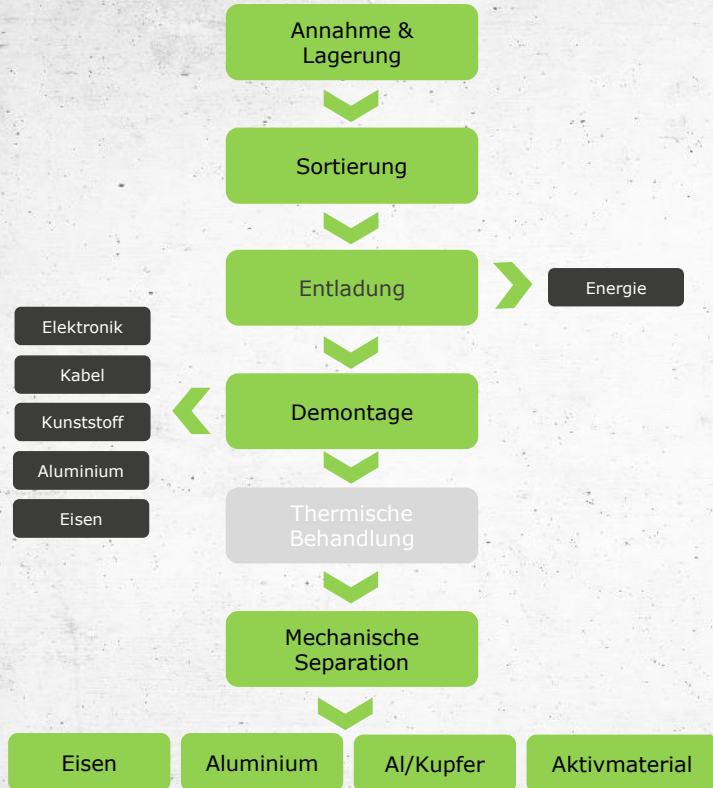 Annahme &
Lagerung
Sortierung
Entladung
Energie
Elektronik
Kabel
Kunststoff
Aluminium
Eisen
Demontage
Thermische
Behandlung
Mechanische
Separation
Eisen
Aluminium
Al/Kupfer
Aktivmaterial